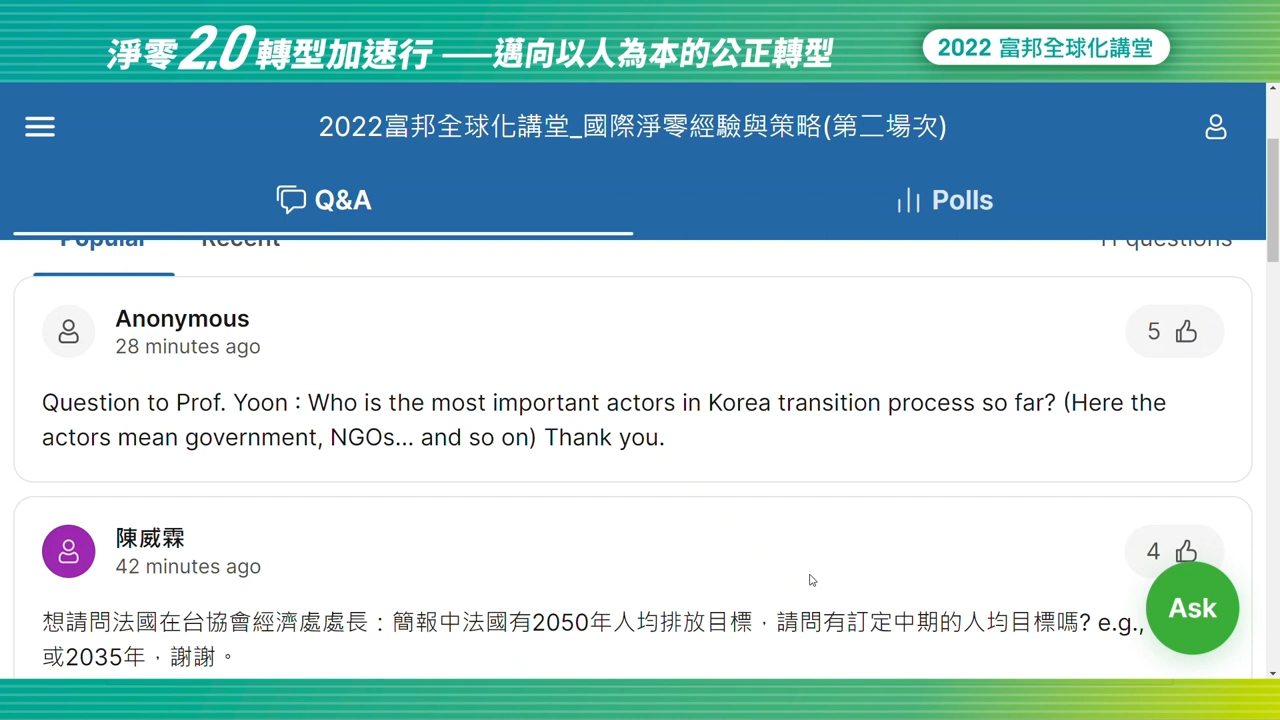 淨零2.0轉型加速行 ——邁向以人為本的公正轉型
2022 富邦全球化講堂
2022富邦全球化講堂_國際淨零經驗與策略(第二場次)
Q&A
Polls
Popular
Recent
11 questions
Anonymous
28 minutes ago
5
Question to Prof. Yoon : Who is the most important actors in Korea transition process so far? (Here the
actors mean government, NGOs... and so on) Thank you.
陳威霖
42 minutes ago
4
想請問法國在台協會經濟處處長：簡報中法國有2050年人均排放目標，請問有訂定中期的人均目標嗎? e.g.,
或2035年，謝謝。
Ask